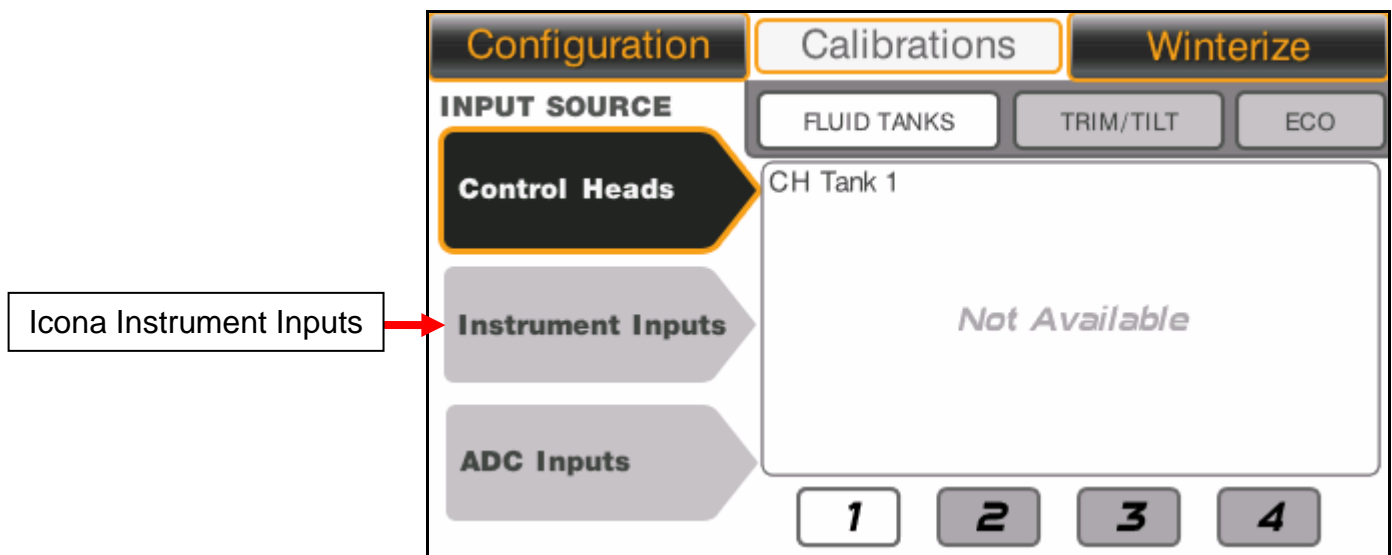 Configuration Calibrations Winterize
INPUT SOURCE
FLUID TANKS TRIM/TILT ECO
Control Heads
CH Tank 1
Icona Instrument Inputs
Instrument Inputs
Not Available
ADC Inputs
1 2 3 4